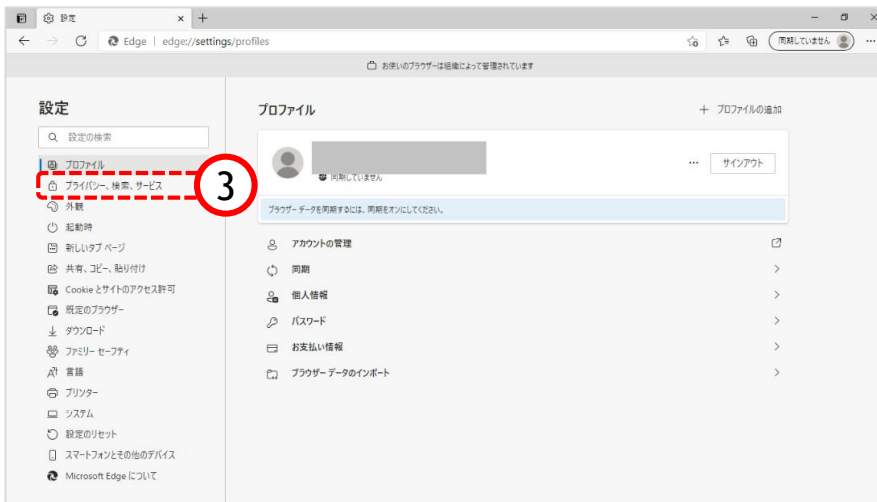 設定
Edge | edge://settings/profiles
同期していません
お使いのブラウザーは組織によって管理されています
設定
設定の検索
プロファイル
プライバシー、検索、サービス
3
外観
起動時
新しいタブ ページ
共有、コピー、貼り付け
Cookie とサイトのアクセス許可
既定のブラウザー
ダウンロード
ファミリー セーフティ
言語
プリンター
システム
設定のリセット
スマートフォンとその他のデバイス
Microsoft Edge について
プロファイル
プロファイルの追加
同期していません
サインアウト
ブラウザー データを同期するには、同期をオンにしてください。
アカウントの管理
同期
個人情報
パスワード
お支払い情報
ブラウザー データのインポート